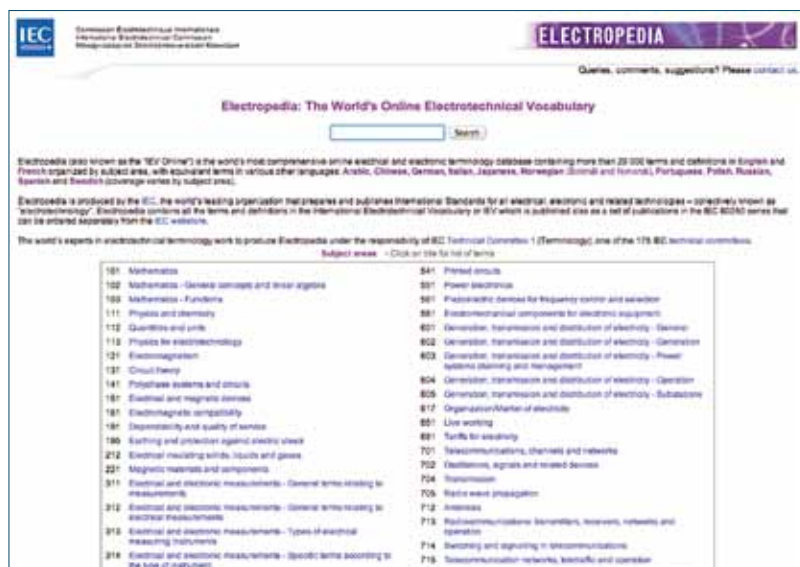 IEC
Commission Electrotechnique Internationale
International Electrotechnical Commission
Международная Электротехническая Комиссия
ELECTROPEDIA
Queries, comments, suggestions? Please contact us.
Electropedia: The World's Online Electrotechnical Vocabulary
Search
Electropedia (also known as the "IEV Online") is the world's most comprehensive online electrical and electronic terminology database containing more than 20 000 terms and definitions in English and
French organized by subject area, with equivalent terms in various other languages: Arabic, Chinese, German, Italian, Japanese, Norwegian (Bokmål and Nynorsk), Portuguese, Polish, Russian,
Spanish and Swedish (coverage varies by subject area).
Electropedia is produced by the IEC, the world's leading organization that prepares and publishes International Standards for all electrical, electronic and related technologies – collectively known as
"electrotechnology". Electropedia contains all the terms and definitions in the International Electrotechnical Vocabulary or IEV which is published also as a set of publications in the IEC 60050 series that
can be ordered separately from the IEC webstore.
The world's experts in electrotechnical terminology work to produce Electropedia under the responsibility of IEC Technical Committee 1 (Terminology), one of the 175 IEC technical committees.
Subject areas - Click on title for list of terms
101 Mathematics
102 Mathematics - General concepts and linear algebra
103 Mathematics - Functions
111 Physics and chemistry
112 Quantities and units
113 Physics for electrotechnology
121 Electromagnetism
131 Circuit theory
141 Polyphase systems and circuits
151 Electrical and magnetic devices
161 Electromagnetic compatibility
191 Dependability and quality of service
195 Earthing and protection against electric shock
212 Electrical insulating solids, liquids and gases
221 Magnetic materials and components
311 Electrical and electronic measurements - General terms relating to
measurements
312 Electrical and electronic measurements - General terms relating to
electrical measurements
313 Electrical and electronic measurements - Types of electrical
measuring instruments
314 Electrical and electronic measurements - Specific terms according to
the type of instrument
541 Printed circuits
551 Power electronics
561 Piezoelectric devices for frequency control and selection
581 Electromechanical components for electronic equipment
601 Generation, transmission and distribution of electricity - General
602 Generation, transmission and distribution of electricity - Generation
603 Generation, transmission and distribution of electricity - Power
systems planning and management
604 Generation, transmission and distribution of electricity - Operation
605 Generation, transmission and distribution of electricity - Substations
617 Organization/Market of electricity
651 Live working
691 Tariffs for electricity
701 Telecommunications, channels and networks
702 Oscillations, signals and related devices
704 Transmission
705 Radio wave propagation
712 Antennas
713 Radiocommunications: transmitters, receivers, networks and
operation
714 Switching and signalling in telecommunications
715 Telecommunication networks, teletraffic and operation